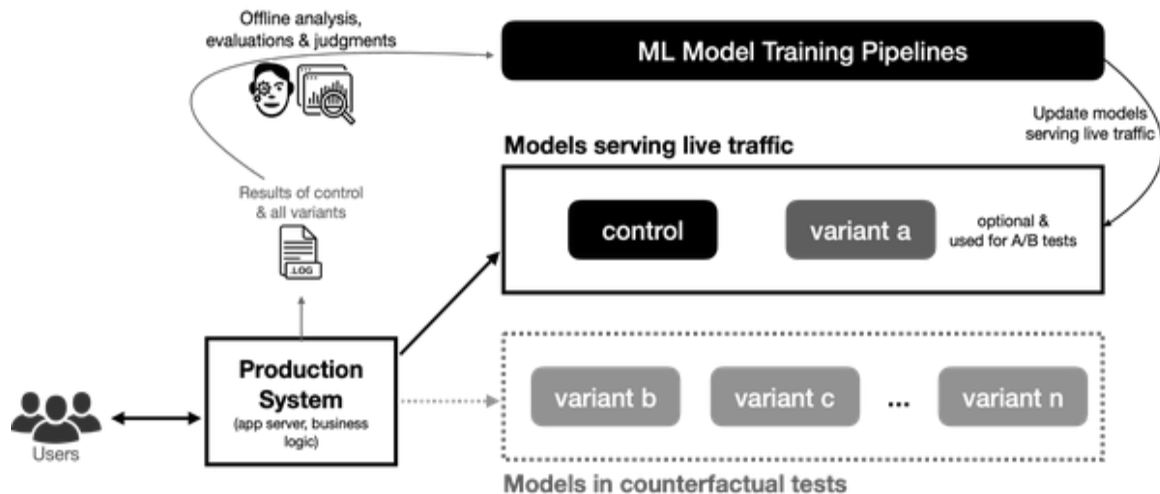 Offline analysis,
evaluations & judgments
ML Model Training Pipelines
Update models
serving live traffic
Models serving live traffic
Results of control
& all variants
.LOG
control
variant a
optional &
used for A/B tests
Production
System
(app server, business
logic)
Users
variant b
variant c
...
variant n
Models in counterfactual tests